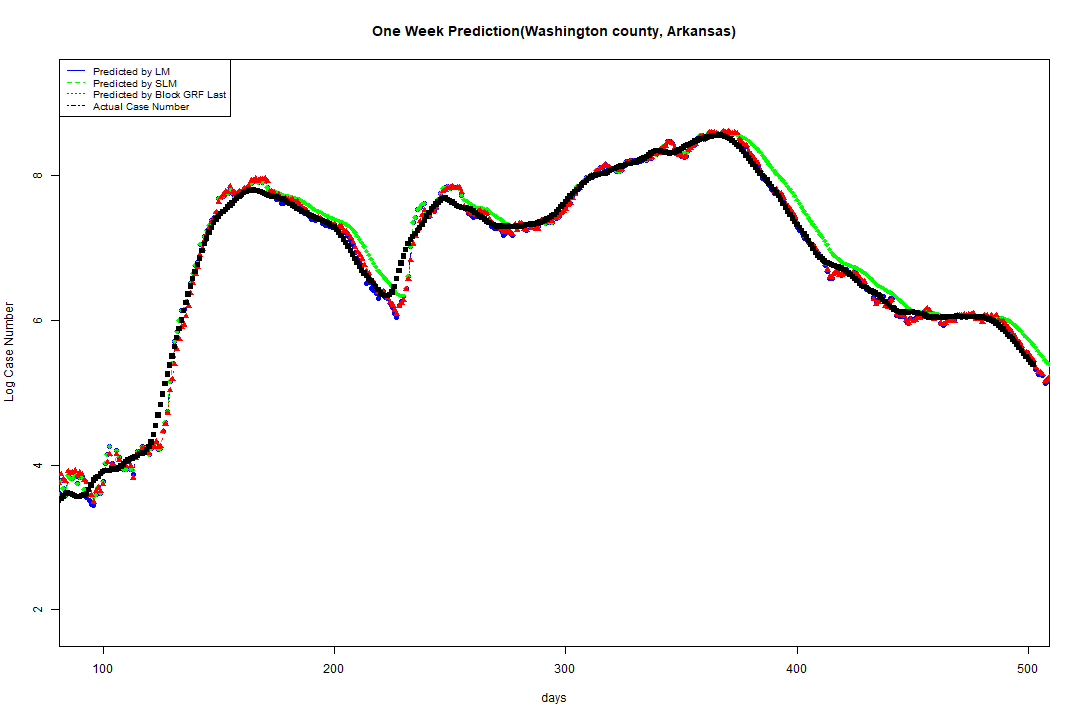 One Week Prediction(Washington county, Arkansas)
Predicted by LM
Predicted by SLM
Predicted by Block GRF Last
Actual Case Number
8
6
4
2
Log Case Number
100 200 300 400 500
days